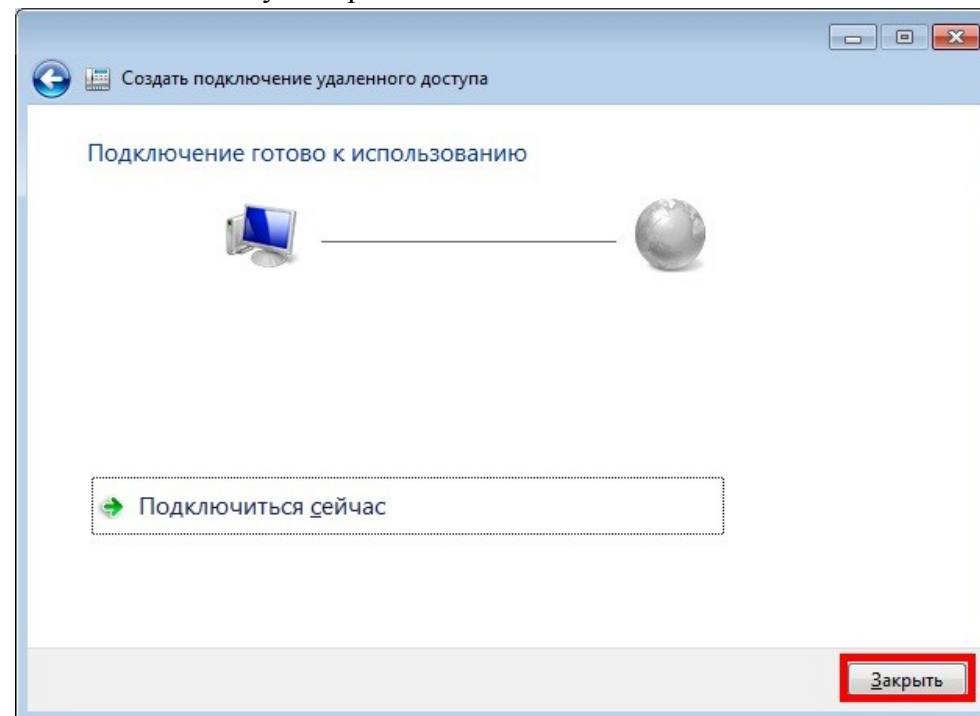 Создать подключение удаленного доступа
Подключение готово к использованию
Подключиться сейчас
Закрыть